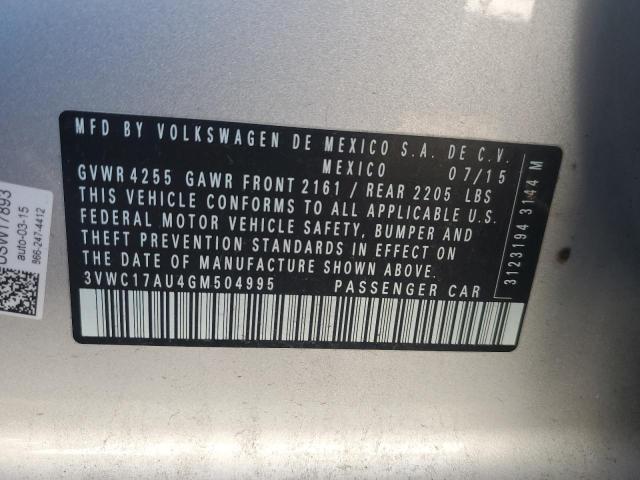 MFD BY VOLKSWAGEN DE MEXICO S.A. DE C.V.
MEXICO 07/15
GVWR 4255 GAWR FRONT 2161 / REAR 2205 LBS
THIS VEHICLE CONFORMS TO ALL APPLICABLE U.S.
FEDERAL MOTOR VEHICLE SAFETY, BUMPER AND
THEFT PREVENTION STANDARDS IN EFFECT ON
THE DATE OF MANUFACTURE SHOWN ABOVE.
3VWC17AU4GM504995 PASSENGER CAR
3123194 3144 M
auto-03-15
866-247-4412